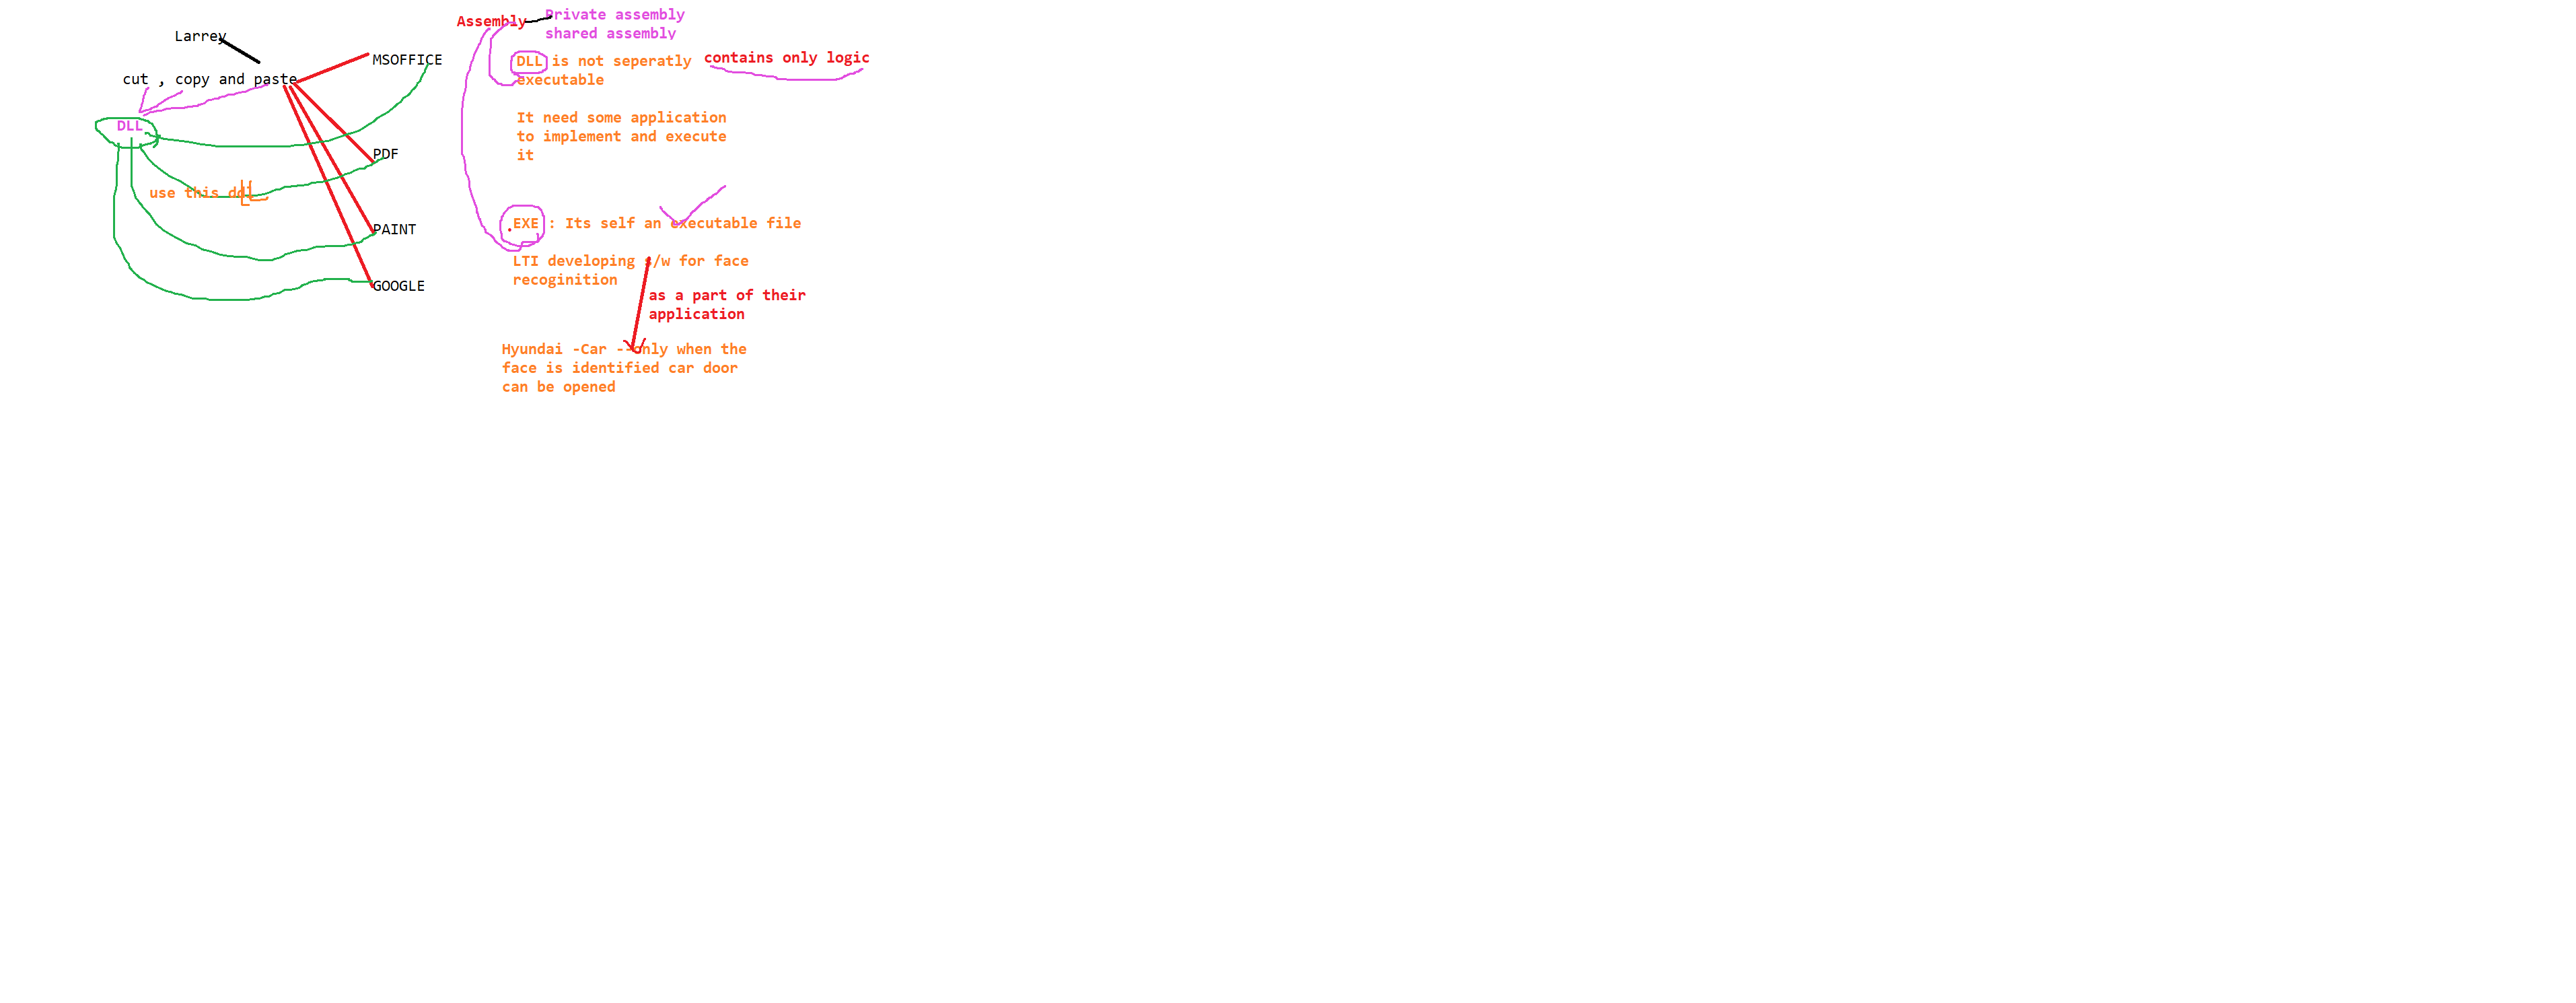 Larrey
cut , copy and paste
DLL
use this ddl
MSOFFICE
PDF
PAINT
GOOGLE
Assembly
Private assembly
shared assembly
DLL is not seperatly
executable
contains only logic
It need some application
to implement and execute
it
EXE : Its self an executable file
LTI developing s/w for face
recoginition
as a part of their
application
Hyundai -Car --only when the
face is identified car door
can be opened